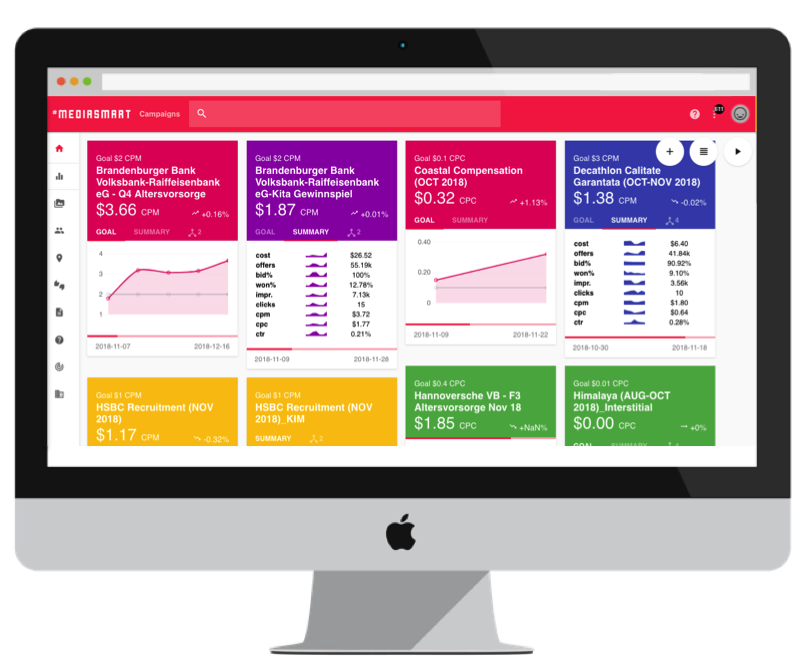 MEDIASMART Campaigns 511
Goal $2 CPM
Brandenburger Bank
Volksbank-Raiffeisenbank
eG - Q4 Altersvorsorge
$3.66 CPM +0.16%
GOAL SUMMARY 2
4
3
2
1
2018-11-07 2018-12-16
Goal $2 CPM
Brandenburger Bank
Volksbank-Raiffeisenbank
eG-Kita Gewinnspiel
$1.87 CPM +0.01%
GOAL SUMMARY 2
cost $26.52
offers 55.19k
bid% 100%
won% 12.78%
impr. 7.13k
clicks 15
cpm $3.72
cpc $1.77
ctr 0.21%
2018-11-09 2018-11-28
Goal $0.1 CPC
Coastal Compensation
(OCT 2018)
$0.32 CPC +1.13%
GOAL SUMMARY
0.40
0.20
0
2018-11-09 2018-11-22
Goal $3 CPM
Decathlon Calitate
Garantata (OCT-NOV 2018)
$1.38 CPM -0.02%
GOAL SUMMARY 4
cost $6.40
offers 41.84k
bid% 90.92%
won% 9.10%
impr. 3.56k
clicks 10
cpm $1.80
cpc $0.64
ctr 0.28%
2018-10-30 2018-11-18
Goal $1 CPM
HSBC Recruitment (NOV
2018)
$1.17 CPM -0.32%
Goal $1 CPM
HSBC Recruitment (NOV
2018)_KIM
SUMMARY 2
Goal $0.4 CPC
Hannoversche VB - F3
Altersvorsorge Nov 18
$1.85 CPC +NaN%
Goal $0.01 CPC
Himalaya (AUG-OCT
2018)_Interstitial
$0.00 CPC +0%
GOAL SUMMARY 4